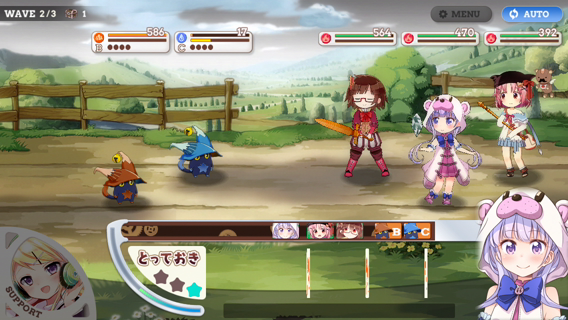 WAVE 2/3 1
MENU
AUTO
586
17
564
470
392
B
C
B
C
とっておき
SUPPORT